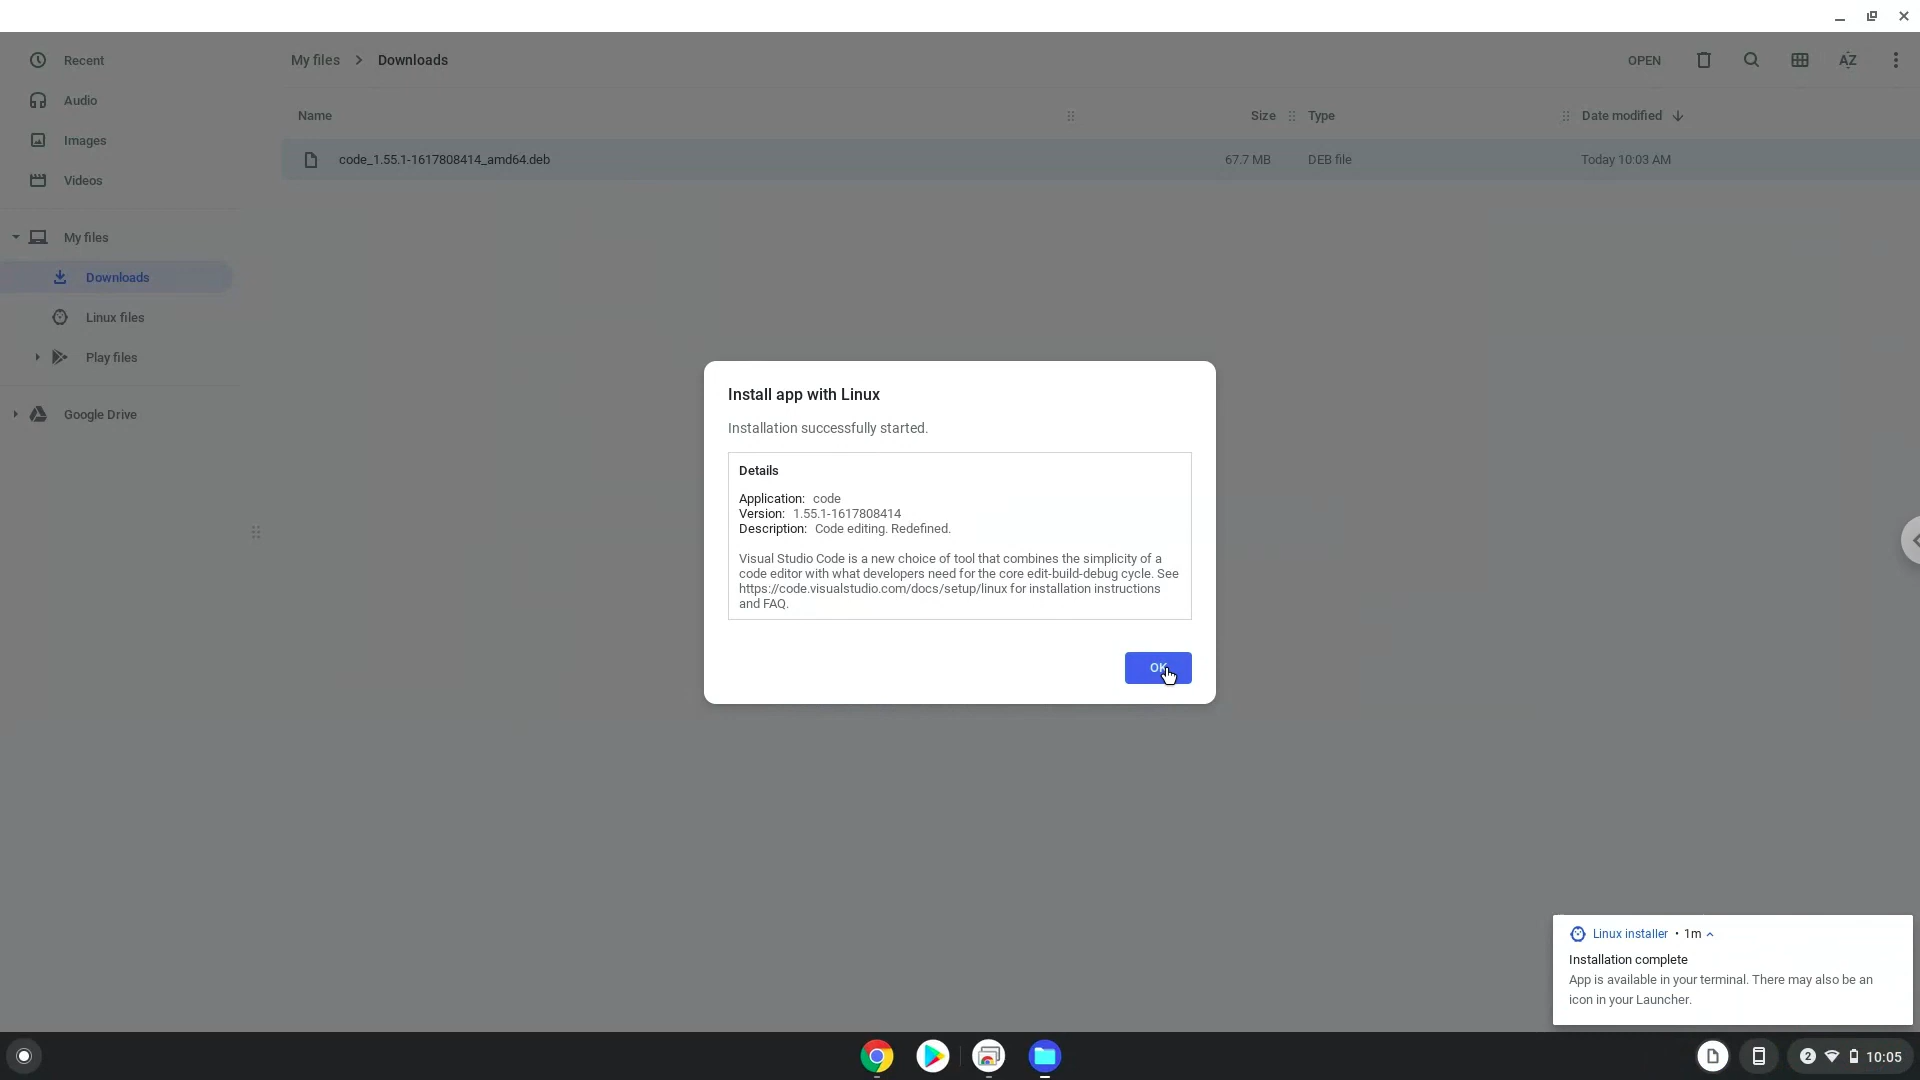 Recent
Audio
Images
Videos
My files
Downloads
Linux files
Play files
Google Drive
My files > Downloads
OPEN
AZ
Name Size Type Date modified
code_1.55.1-1617808414_amd64.deb 67.7 MB DEB file Today 10:03 AM
Install app with Linux
Installation successfully started.
Details
Application: code
Version: 1.55.1-1617808414
Description: Code editing. Redefined.
Visual Studio Code is a new choice of tool that combines the simplicity of a
code editor with what developers need for the core edit-build-debug cycle. See
https://code.visualstudio.com/docs/setup/linux for installation instructions
and FAQ.
OK
Linux installer • 1m
Installation complete
App is available in your terminal. There may also be an
icon in your Launcher.
2 10:05